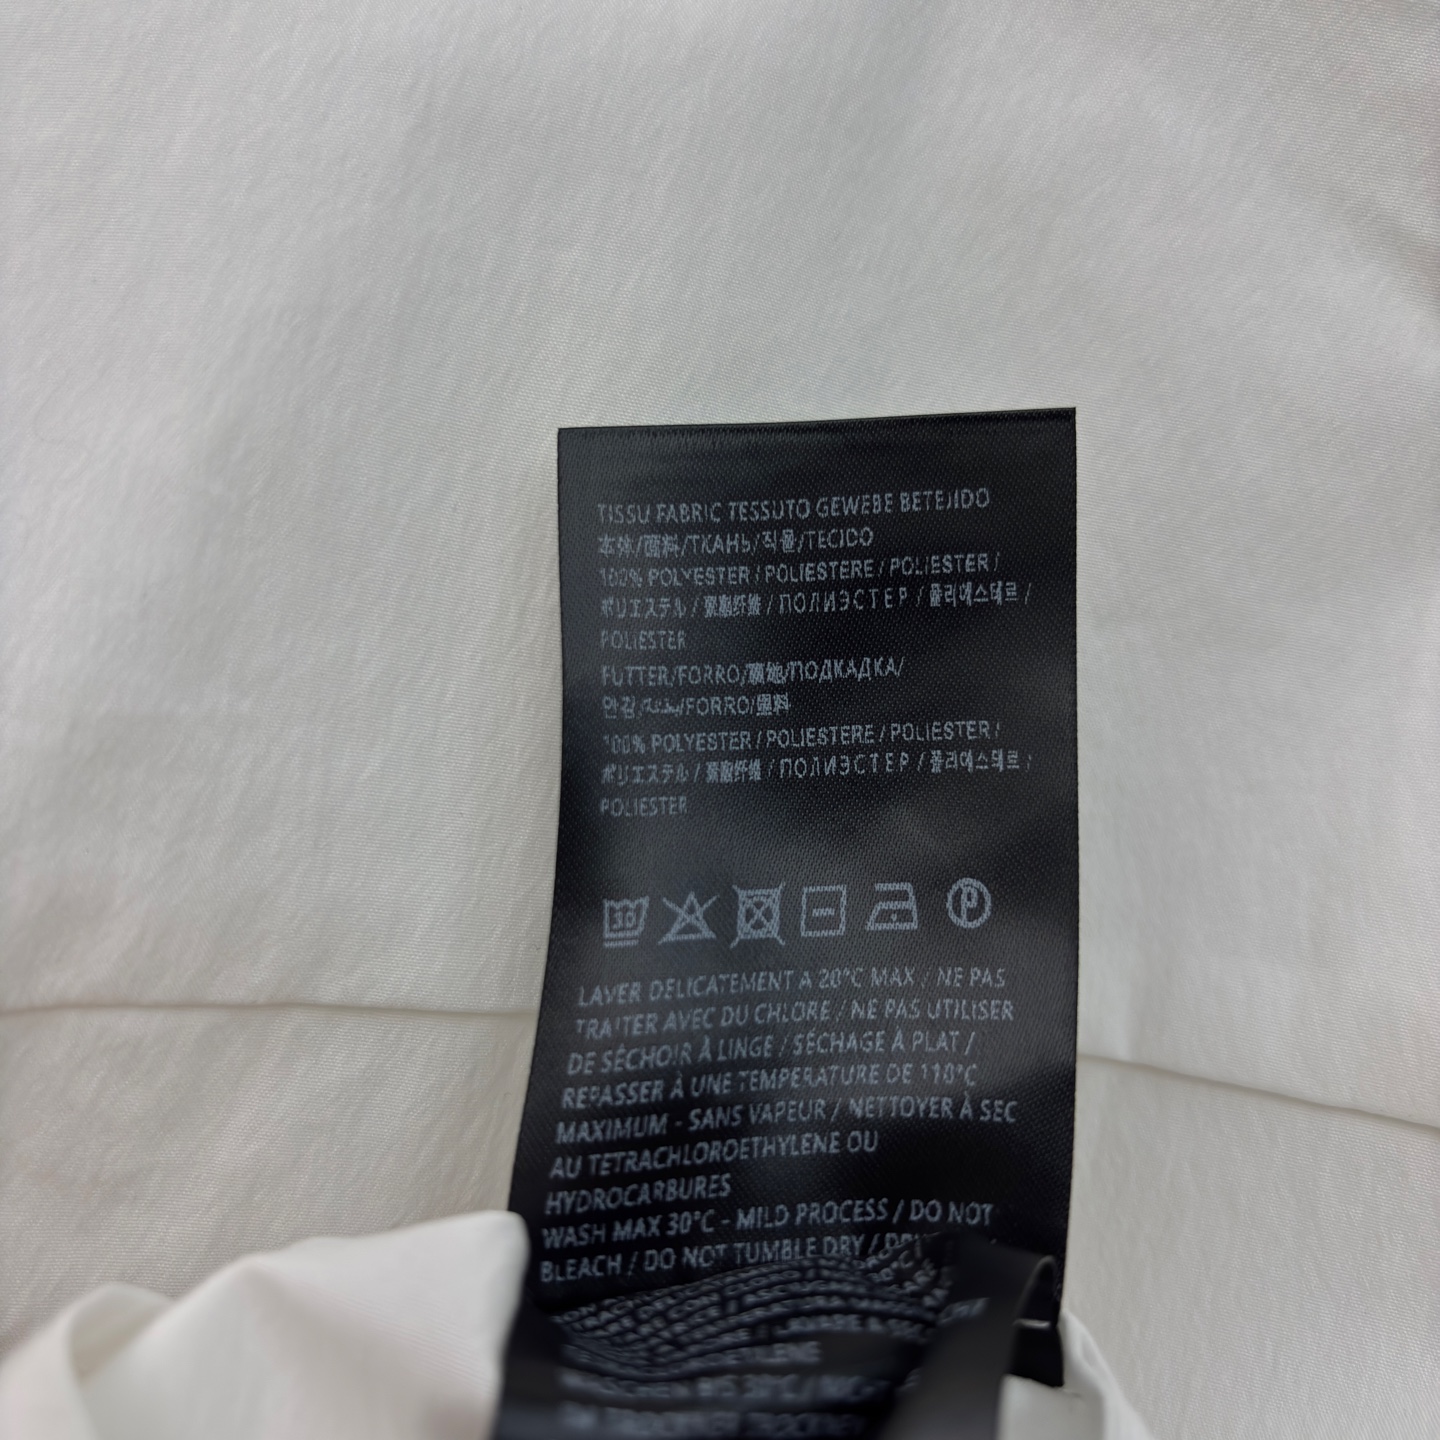 TISSU FABRIC TESSUTO GEWEBE BETEJIDO
本体/面料/ТКАНЬ/직물/TECIDO
100% POLYESTER / POLIESTERE / POLIESTER /
ポリエステル / 聚酯纤维 / ПОЛИЭСТЕР / 폴리에스테르 /
POLIESTER
FUTTER/FORRO/裏地/ПОДКАДКА/
안감/FORRO/里料
100% POLYESTER / POLIESTERE / POLIESTER /
ポリエステル / 聚酯纤维 / ПОЛИЭСТЕР / 폴리에스테르 /
POLIESTER
30 P
LAVER DELICATEMENT A 20°C MAX / NE PAS
TRAITER AVEC DU CHLORE / NE PAS UTILISER
DE SÉCHOIR À LINGE / SÉCHAGE À PLAT /
REPASSER À UNE TEMPERATURE DE 110°C
MAXIMUM - SANS VAPEUR / NETTOYER À SEC
AU TETRACHLOROETHYLENE OU
HYDROCARBURES
WASH MAX 30°C - MILD PROCESS / DO NOT
BLEACH / DO NOT TUMBLE DRY /